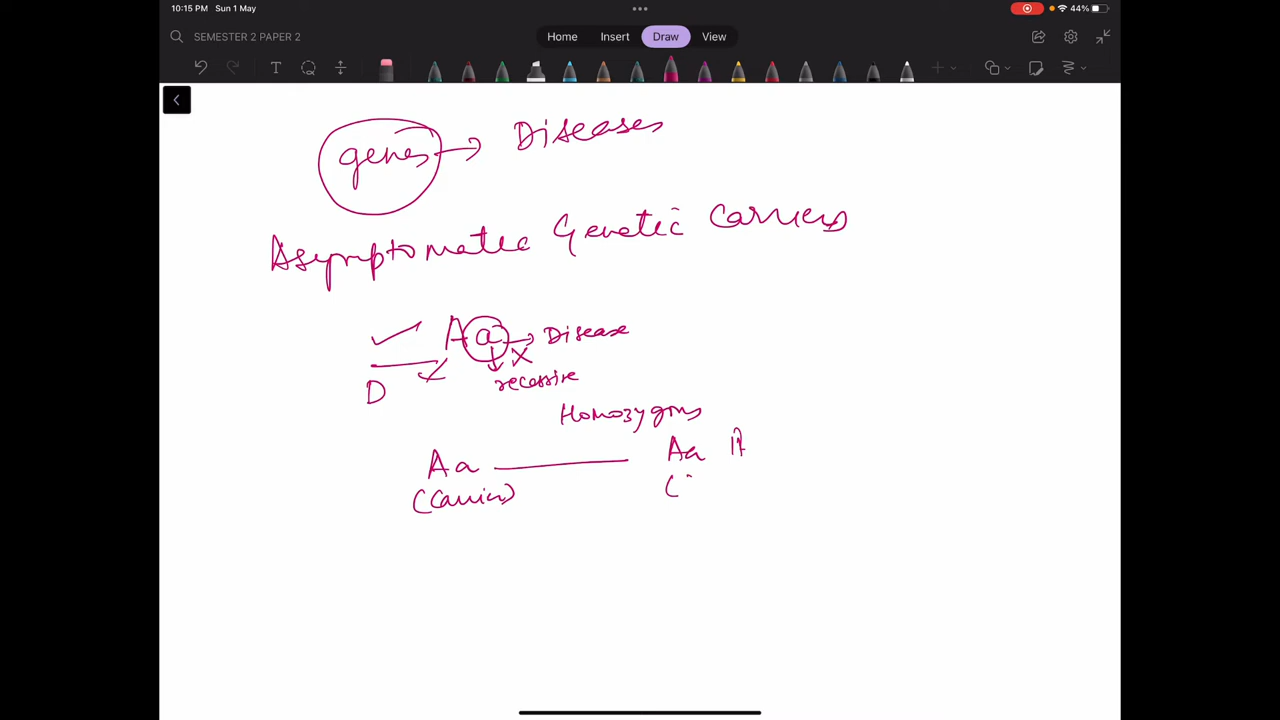 10:15 PM Sun 1 May
44%
SEMESTER 2 PAPER 2
Home Insert Draw View
genes → Diseases
Asymptomatic Genetic Carriers
Aa → Disease
D
recessive
Homozygous
Aa Aa
(Carrier) (